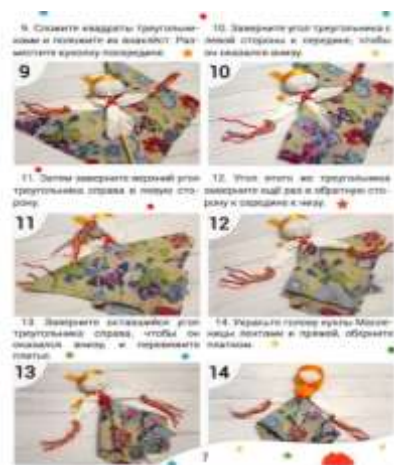 9. Сложите квадраты треугольни-
ками и положите их внахлёст. Раз-
местите куколку посередине.
10. Заверните угол треугольника с
левой стороны к середине, чтобы
он оказался внизу.
9
10
11. Затем заверните верхний угол
треугольника справа в левую сто-
рону.
12. Угол этого же треугольника
заверните ещё раз в обратную сто-
рону к середине к низу.
11
12
13. Заверните оставшийся угол
треугольника справа, чтобы он
оказался внизу, и перевяжите
платье.
14. Украсьте голову куклы Масле-
ницы лентами и пряжей, оберните
платком.
13
14
7